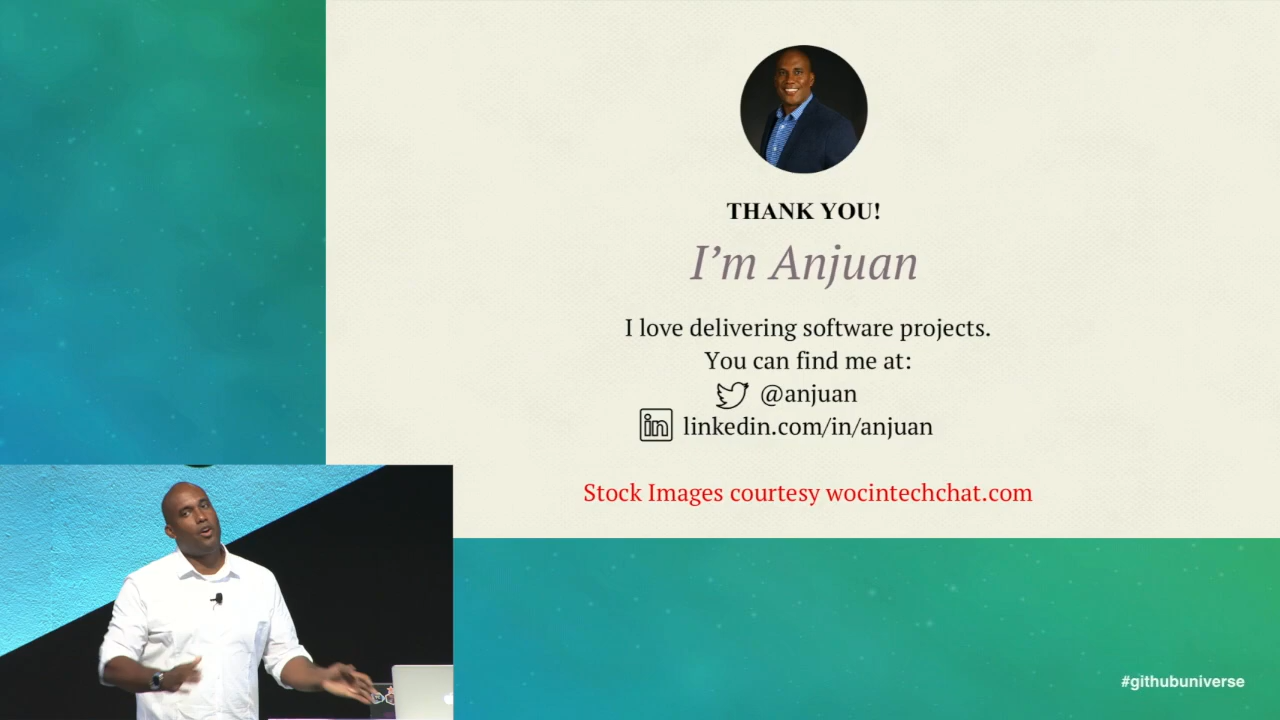 THANK YOU!
I’m Anjuan
I love delivering software projects.
You can find me at:
@anjuan
in linkedin.com/in/anjuan
Stock Images courtesy wocintechchat.com
#githubuniverse